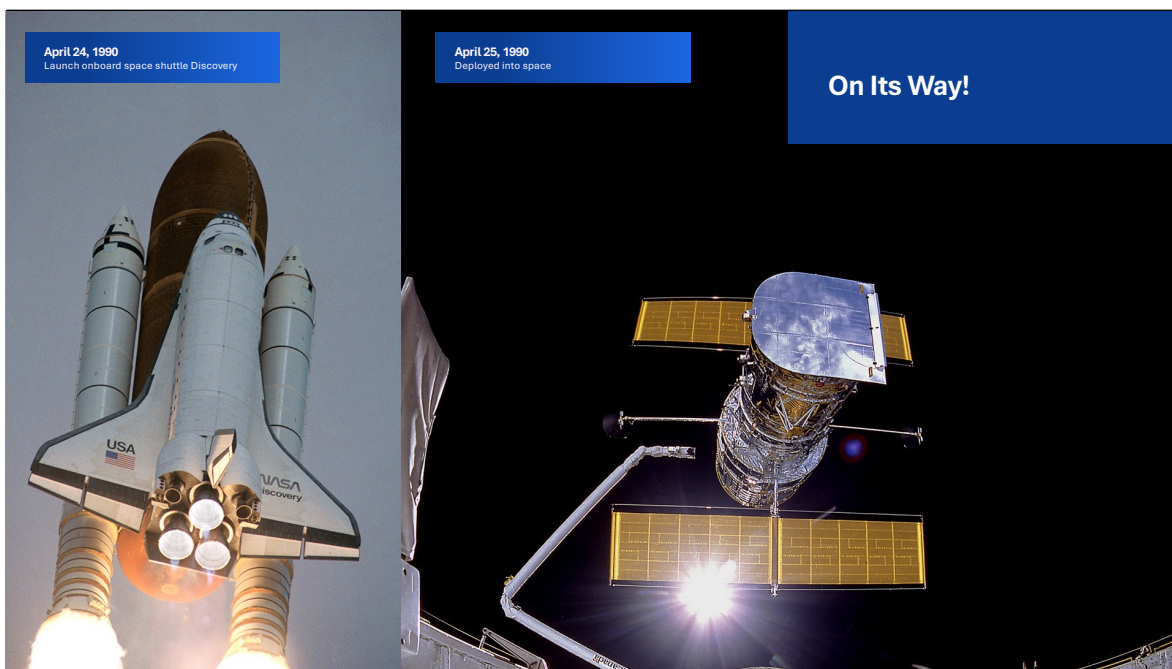 April 24, 1990
Launch onboard space shuttle Discovery
April 25, 1990
Deployed into space
On Its Way!
USA
NASA
Discovery